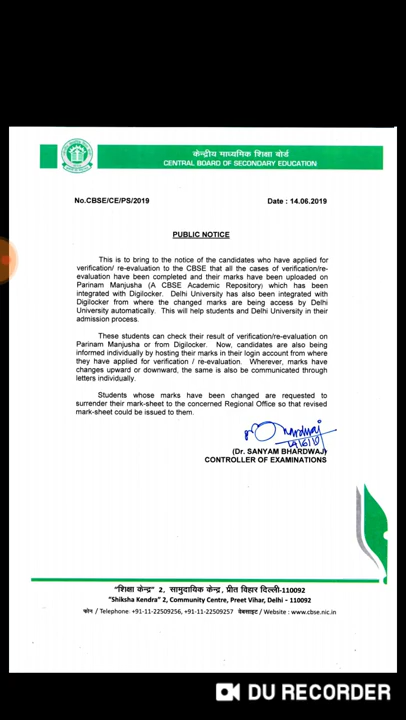 केन्द्रीय माध्यमिक शिक्षा बोर्ड
CENTRAL BOARD OF SECONDARY EDUCATION
No.CBSE/CE/PS/2019 Date : 14.06.2019
PUBLIC NOTICE
This is to bring to the notice of the candidates who have applied for
verification/ re-evaluation to the CBSE that all the cases of verification/re-
evaluation have been completed and their marks have been uploaded on
Parinam Manjusha (A CBSE Academic Repository) which has been
integrated with Digilocker. Delhi University has also been integrated with
Digilocker from where the changed marks are being access by Delhi
University automatically. This will help students and Delhi University in their
admission process.
These students can check their result of verification/re-evaluation on
Parinam Manjusha or from Digilocker. Now, candidates are also being
informed individually by hosting their marks in their login account from where
they have applied for verification / re-evaluation. Wherever, marks have
changes upward or downward, the same is also be communicated through
letters individually.
Students whose marks have been changed are requested to
surrender their mark-sheet to the concerned Regional Office so that revised
mark-sheet could be issued to them.
(Dr. SANYAM BHARDWAJ)
CONTROLLER OF EXAMINATIONS
"शिक्षा केन्द्र" 2, सामुदायिक केन्द्र, प्रीत विहार दिल्ली-110092
"Shiksha Kendra" 2, Community Centre, Preet Vihar, Delhi – 110092
फोन / Telephone: +91-11-22509256, +91-11-22509257 वेबसाइट / Website : www.cbse.nic.in
DU RECORDER